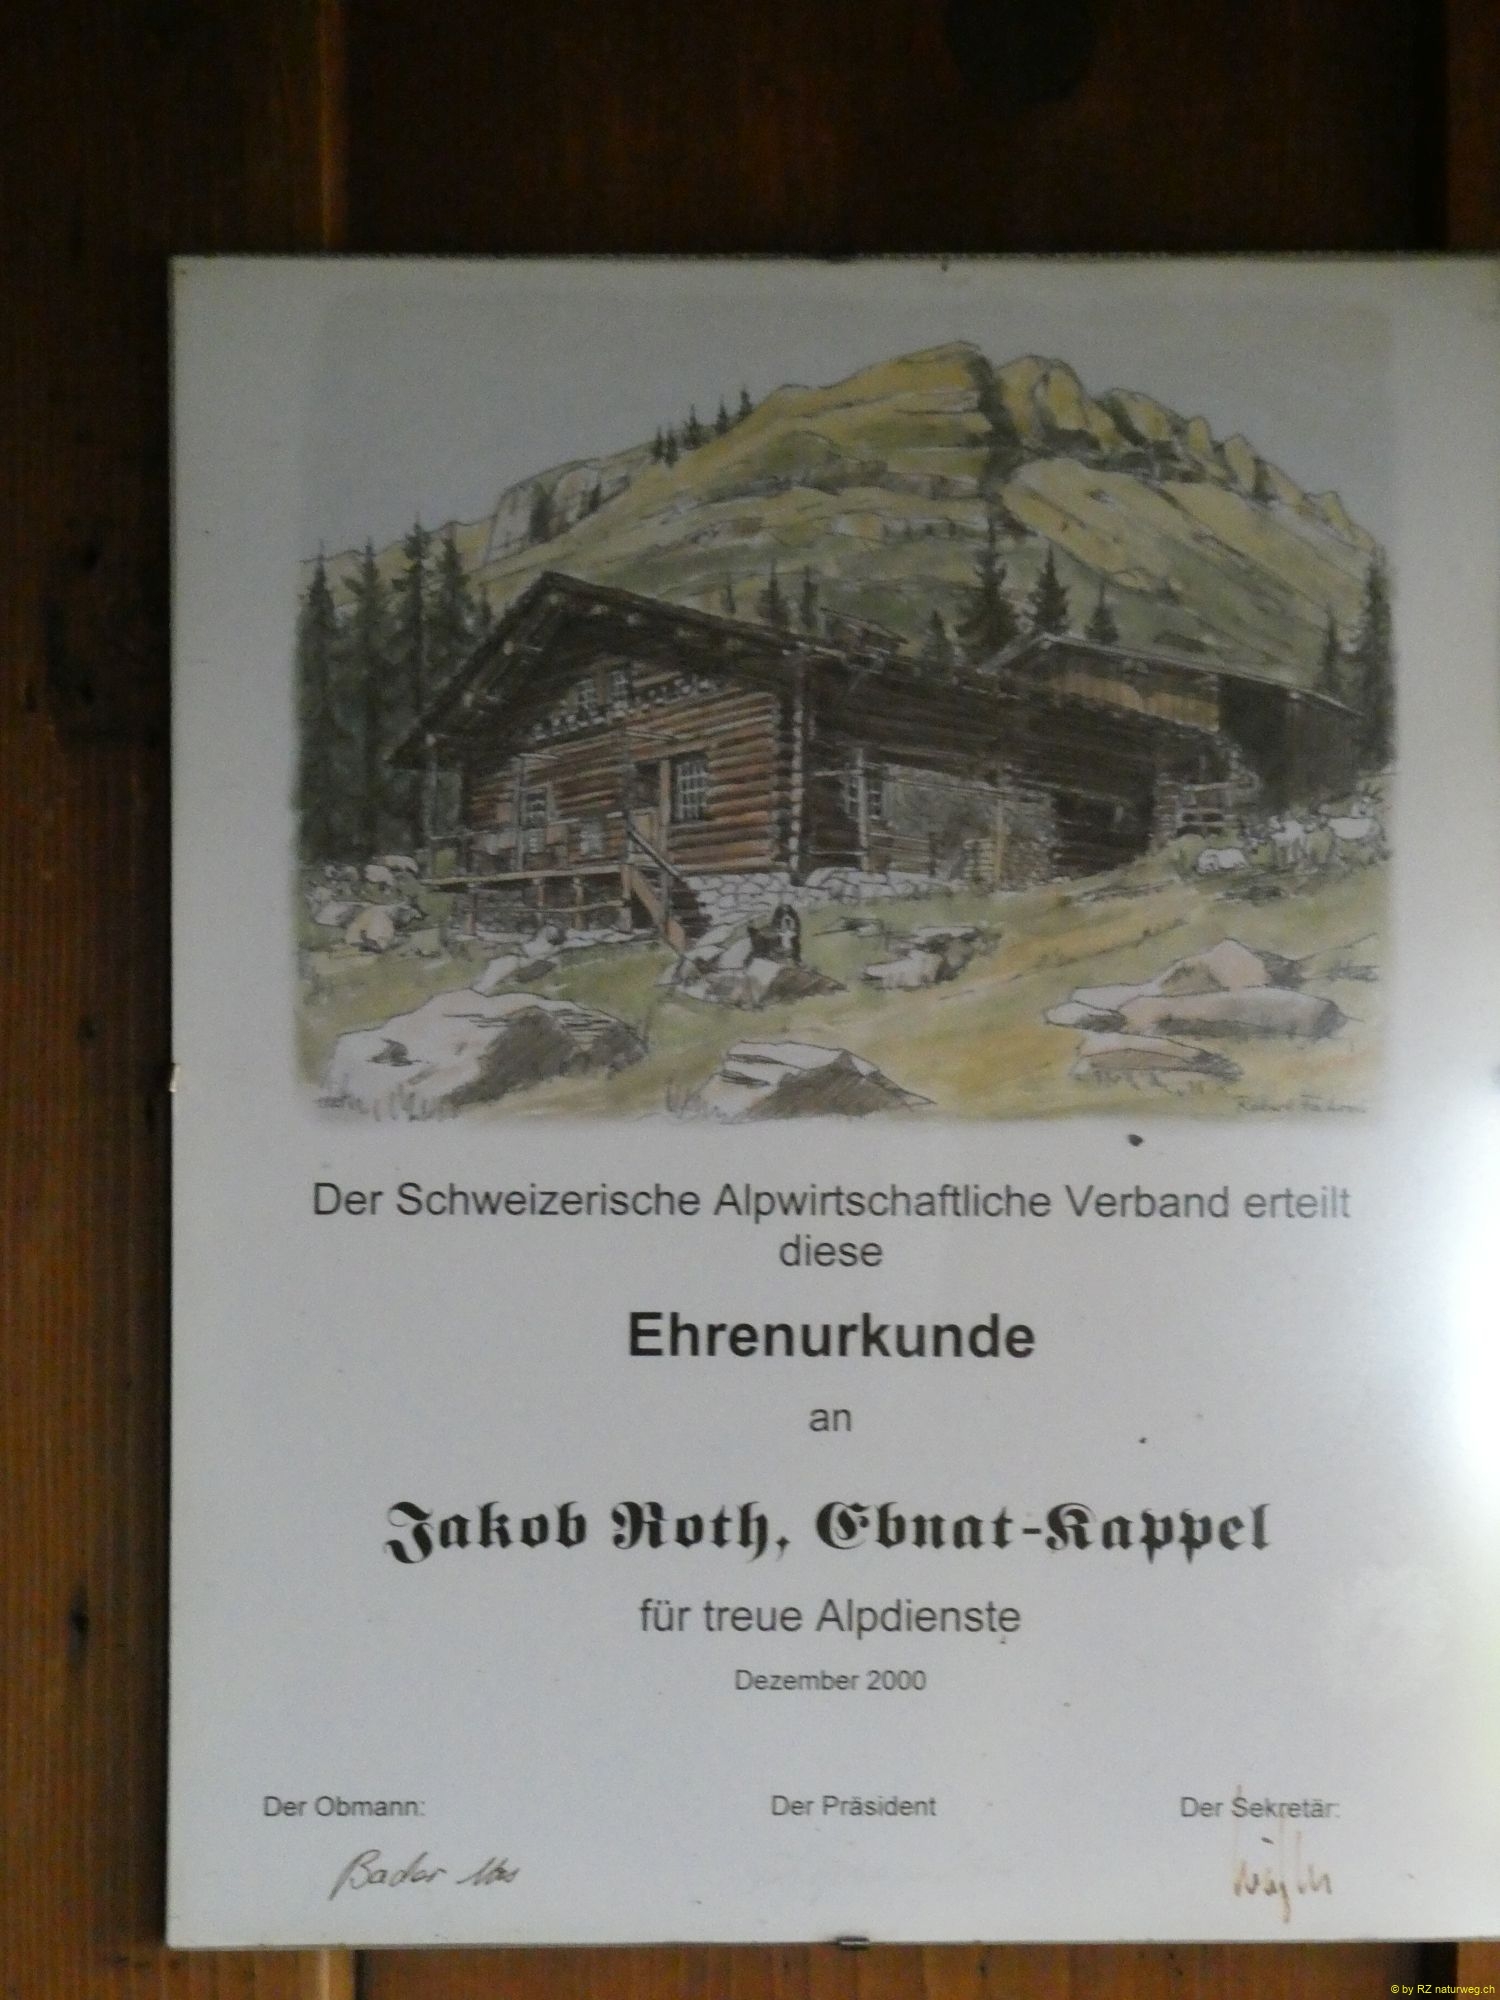 Der Schweizerische Alpwirtschaftliche Verband erteilt
diese
Ehrenurkunde
an
Jakob Roth, Ebnat-Kappel
für treue Alpdienste
Dezember 2000
Der Obmann: Der Präsident Der Sekretär:
Bader
© by RZ naturweg.ch